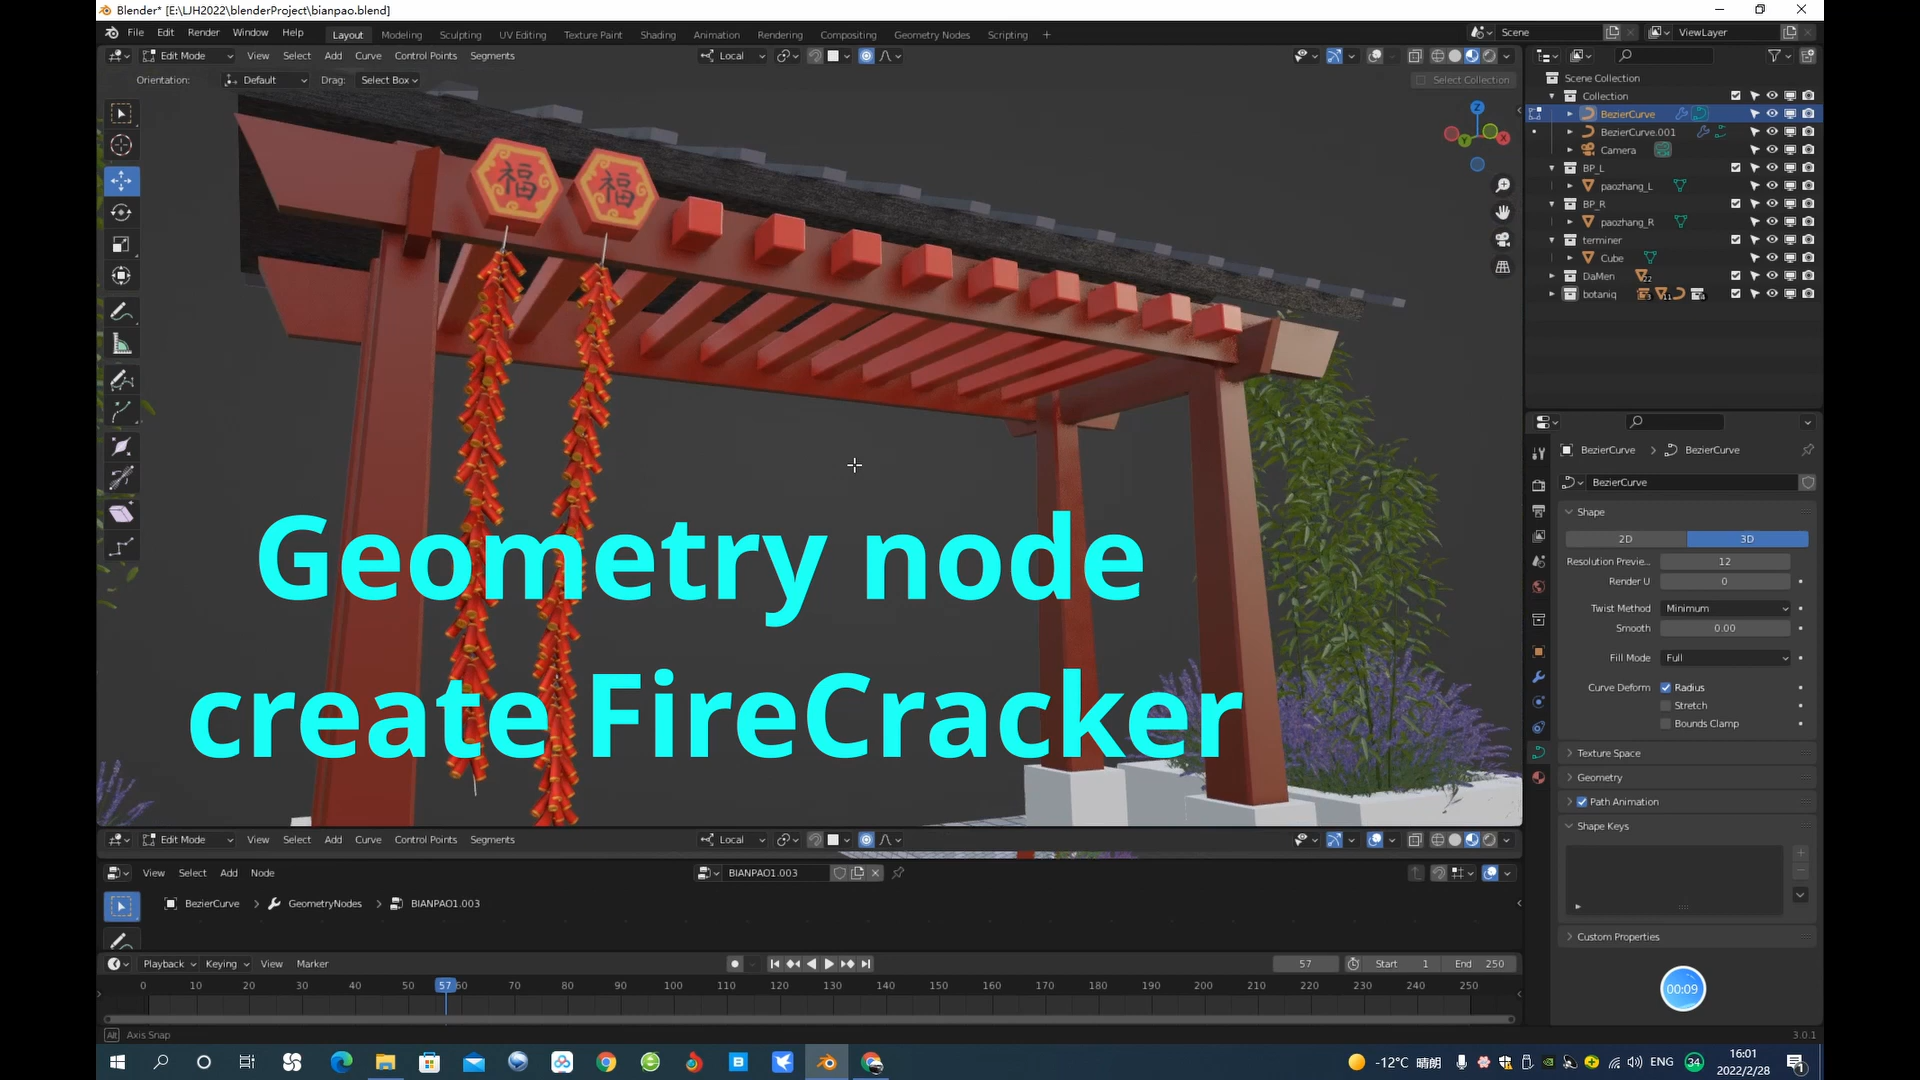 Blender* [E:\LJH2022\blenderProject\bianpao.blend]
File Edit Render Window Help
Layout Modeling Sculpting UV Editing Texture Paint Shading Animation Rendering Compositing Geometry Nodes Scripting +
Scene ViewLayer
Edit Mode View Select Add Curve Control Points Segments Local
Orientation: Default Drag: Select Box Select Collection
Scene Collection
Collection
BezierCurve
BezierCurve.001
Camera
BP_L
paozhang_L
BP_R
paozhang_R
terminer
Cube
DaMen 22
botaniq
Z
Y
X
福 福
Geometry node
create FireCracker
BezierCurve > BezierCurve
BezierCurve
Shape
2D 3D
Resolution Previe... 12
Render U 0
Twist Method Minimum
Smooth 0.00
Fill Mode Full
Curve Deform Radius
Stretch
Bounds Clamp
Texture Space
Geometry
Path Animation
Shape Keys
Custom Properties
Edit Mode View Select Add Curve Control Points Segments Local
View Select Add Node BIANPAO1.003
BezierCurve > GeometryNodes > BIANPAO1.003
Playback Keying View Marker 57 Start 1 End 250
0 10 20 30 40 50 57 60 70 80 90 100 110 120 130 140 150 160 170 180 190 200 210 220 230 240 250
00:09
Alt Axis Snap 3.0.1
-12°C 晴朗 ENG 34 16:01
2022/2/28 1